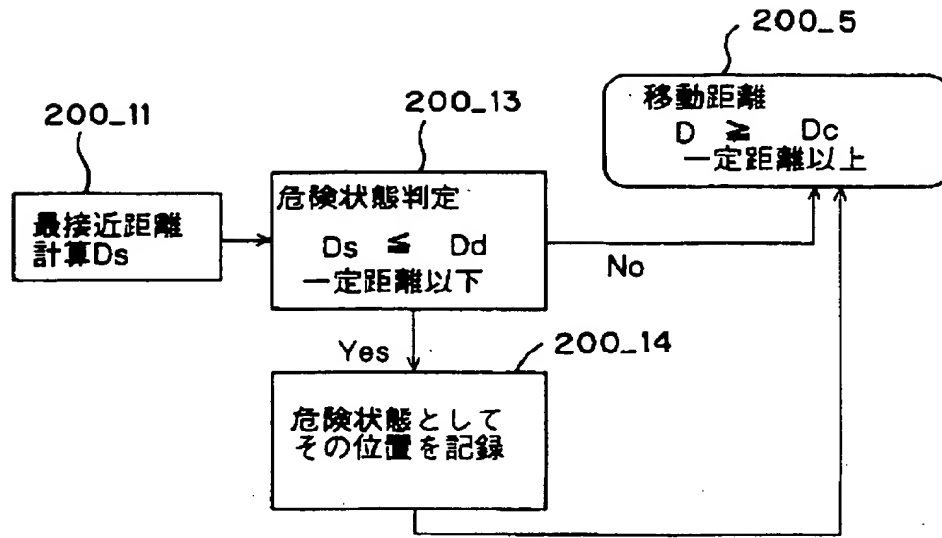 200_5
移動距離
D ≧ Dc
一定距離以上
200_11
200_13
最接近距離
計算Ds
危険状態判定
Ds ≦ Dd
一定距離以下
No
Yes
200_14
危険状態として
その位置を記録